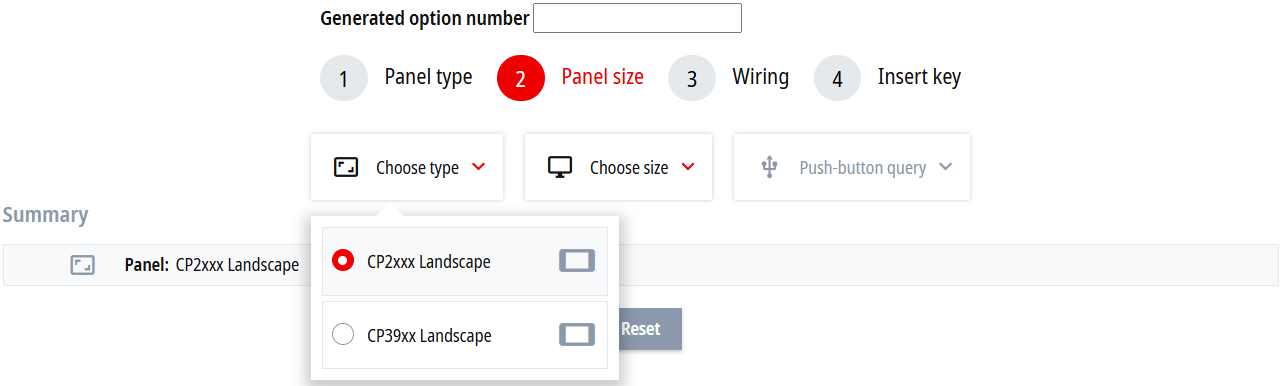 Generated option number
1 Panel type 2 Panel size 3 Wiring 4 Insert key
Choose type Choose size Push-button query
Summary
Panel: CP2xxx Landscape
CP2xxx Landscape
Reset
CP39xx Landscape